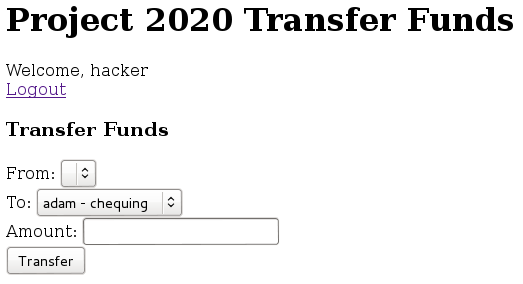 Project 2020 Transfer Funds
Welcome, hacker
Logout
Transfer Funds
From:
To: adam - chequing
Amount:
Transfer